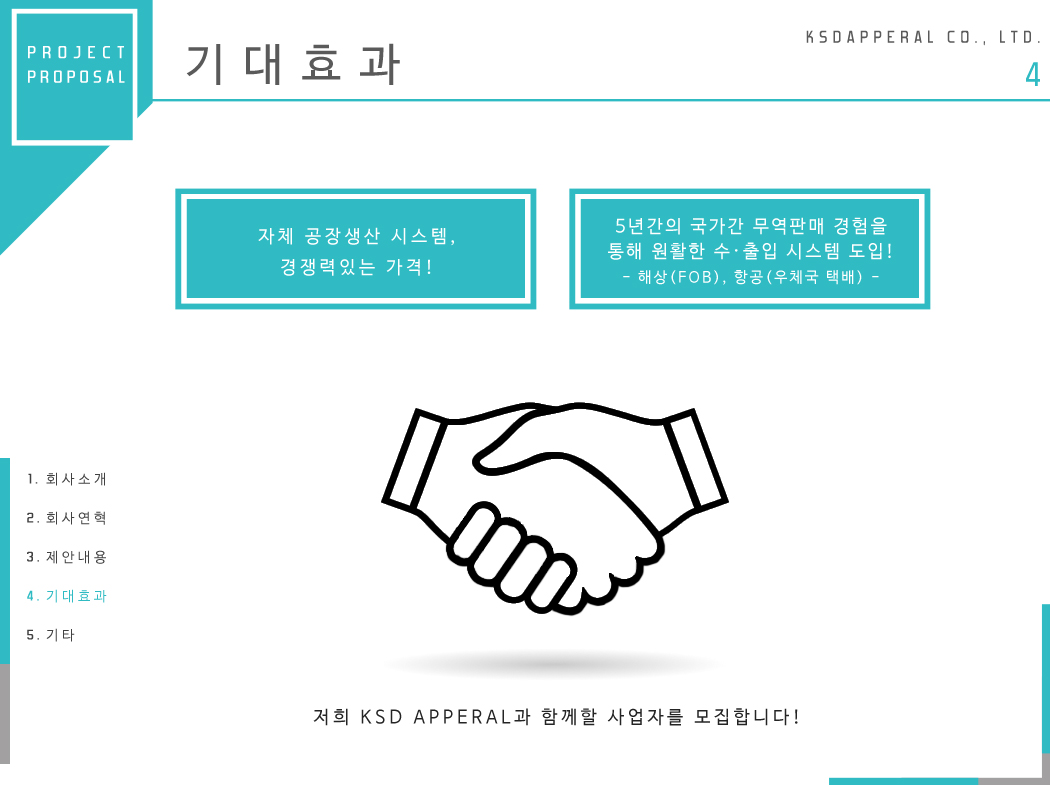 PROJECT
PROPOSAL
기대효과
KSDAPPERAL CO., LTD.
4
자체 공장생산 시스템,
경쟁력있는 가격!
5년간의 국가간 무역판매 경험을
통해 원활한 수·출입 시스템 도입!
- 해상(FOB), 항공(우체국 택배) -
1. 회사소개
2. 회사연혁
3. 제안내용
4. 기대효과
5. 기타
저희 KSD APPERAL과 함께할 사업자를 모집합니다!